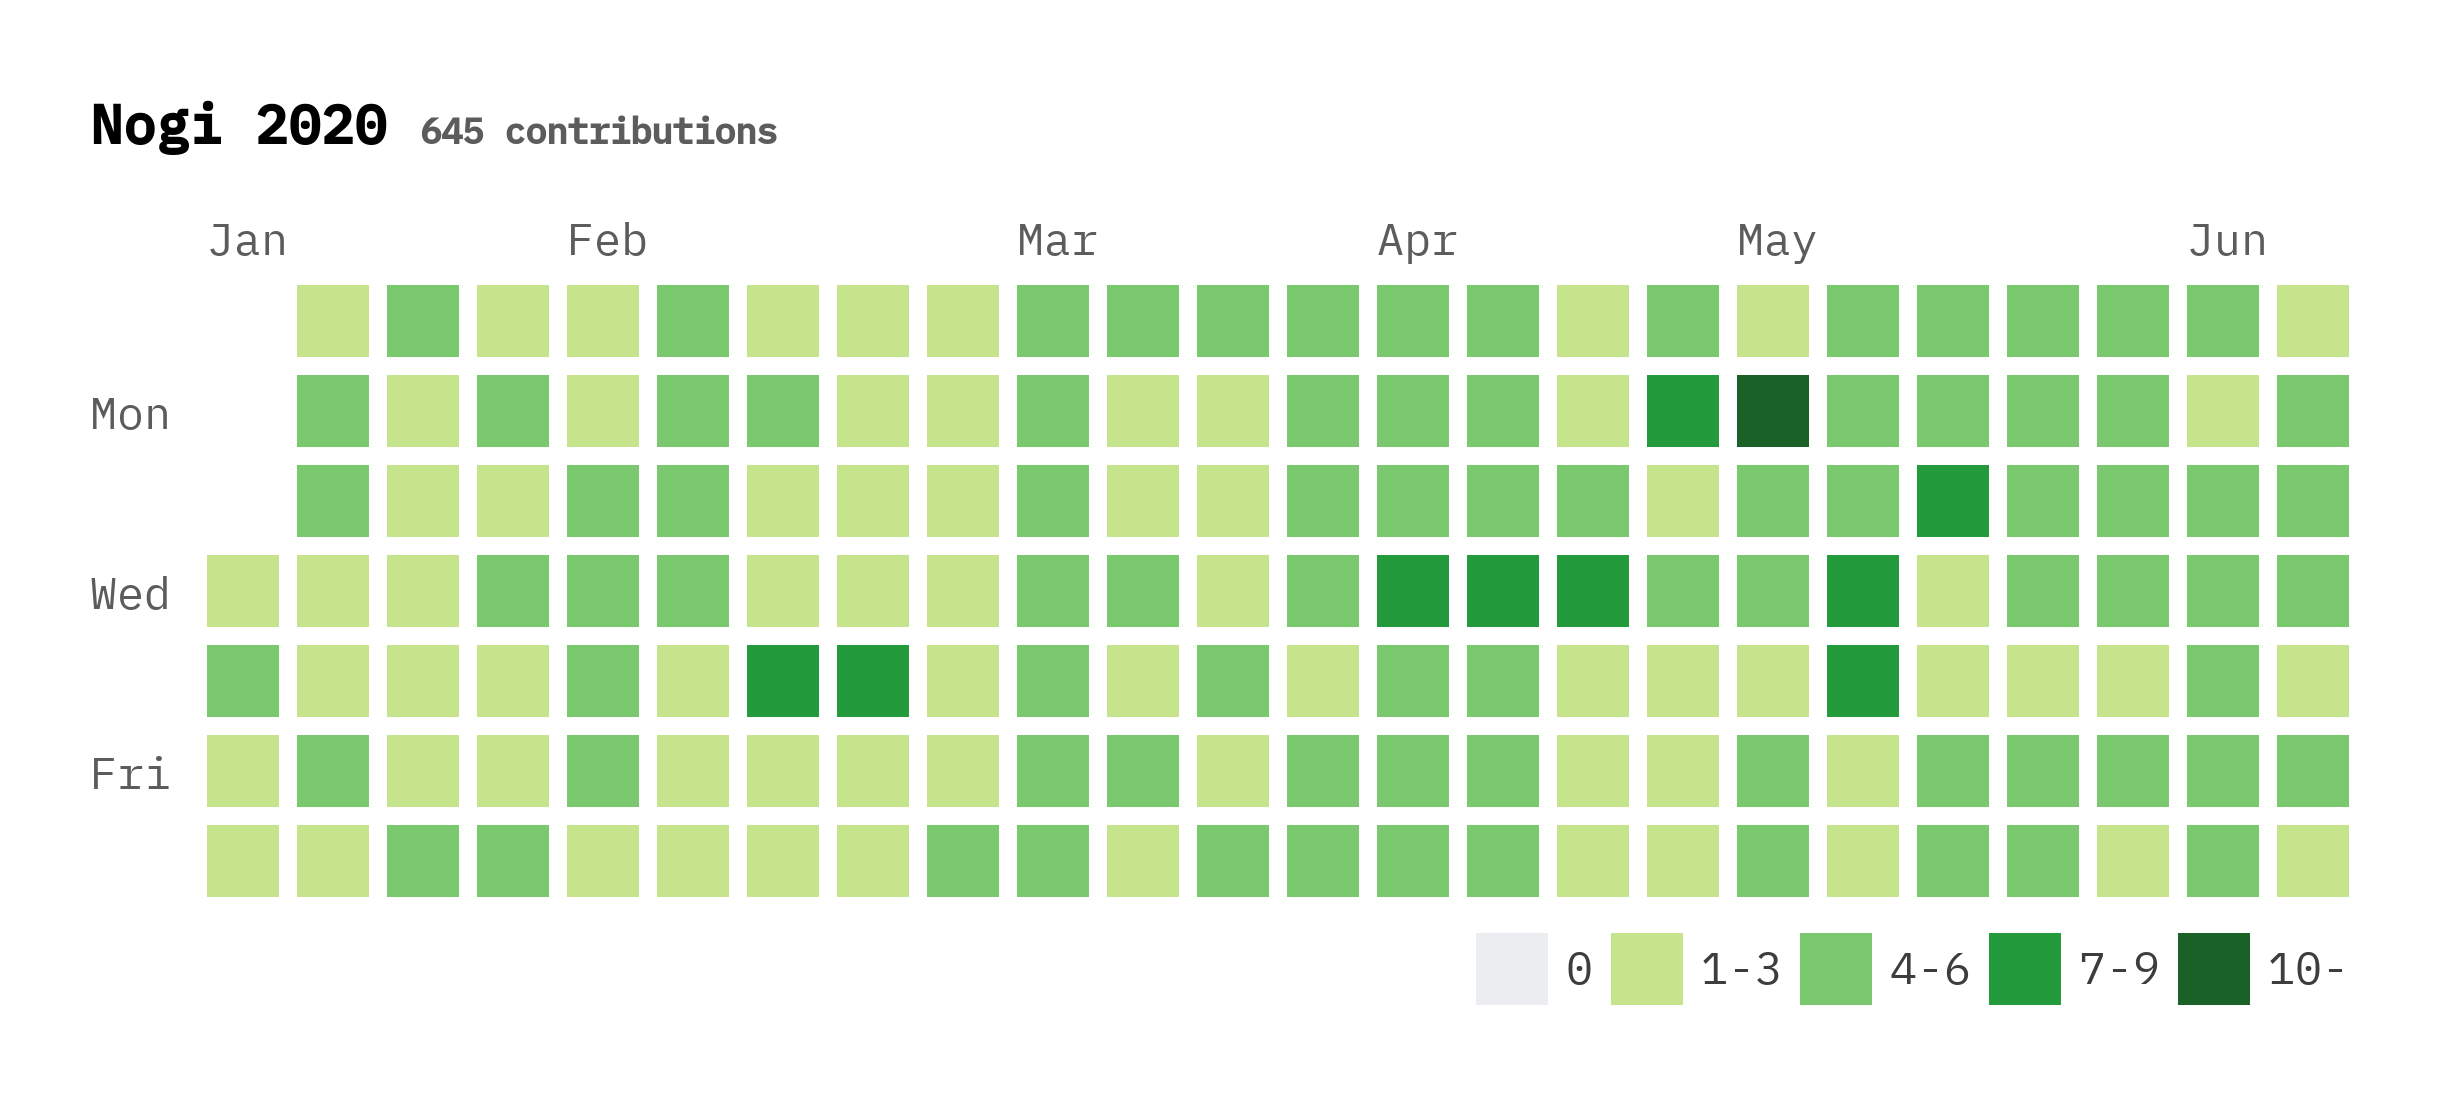 Nogi 2020 645 contributions
Jan Feb Mar Apr May Jun
Mon
Wed
Fri
0 1-3 4-6 7-9 10-